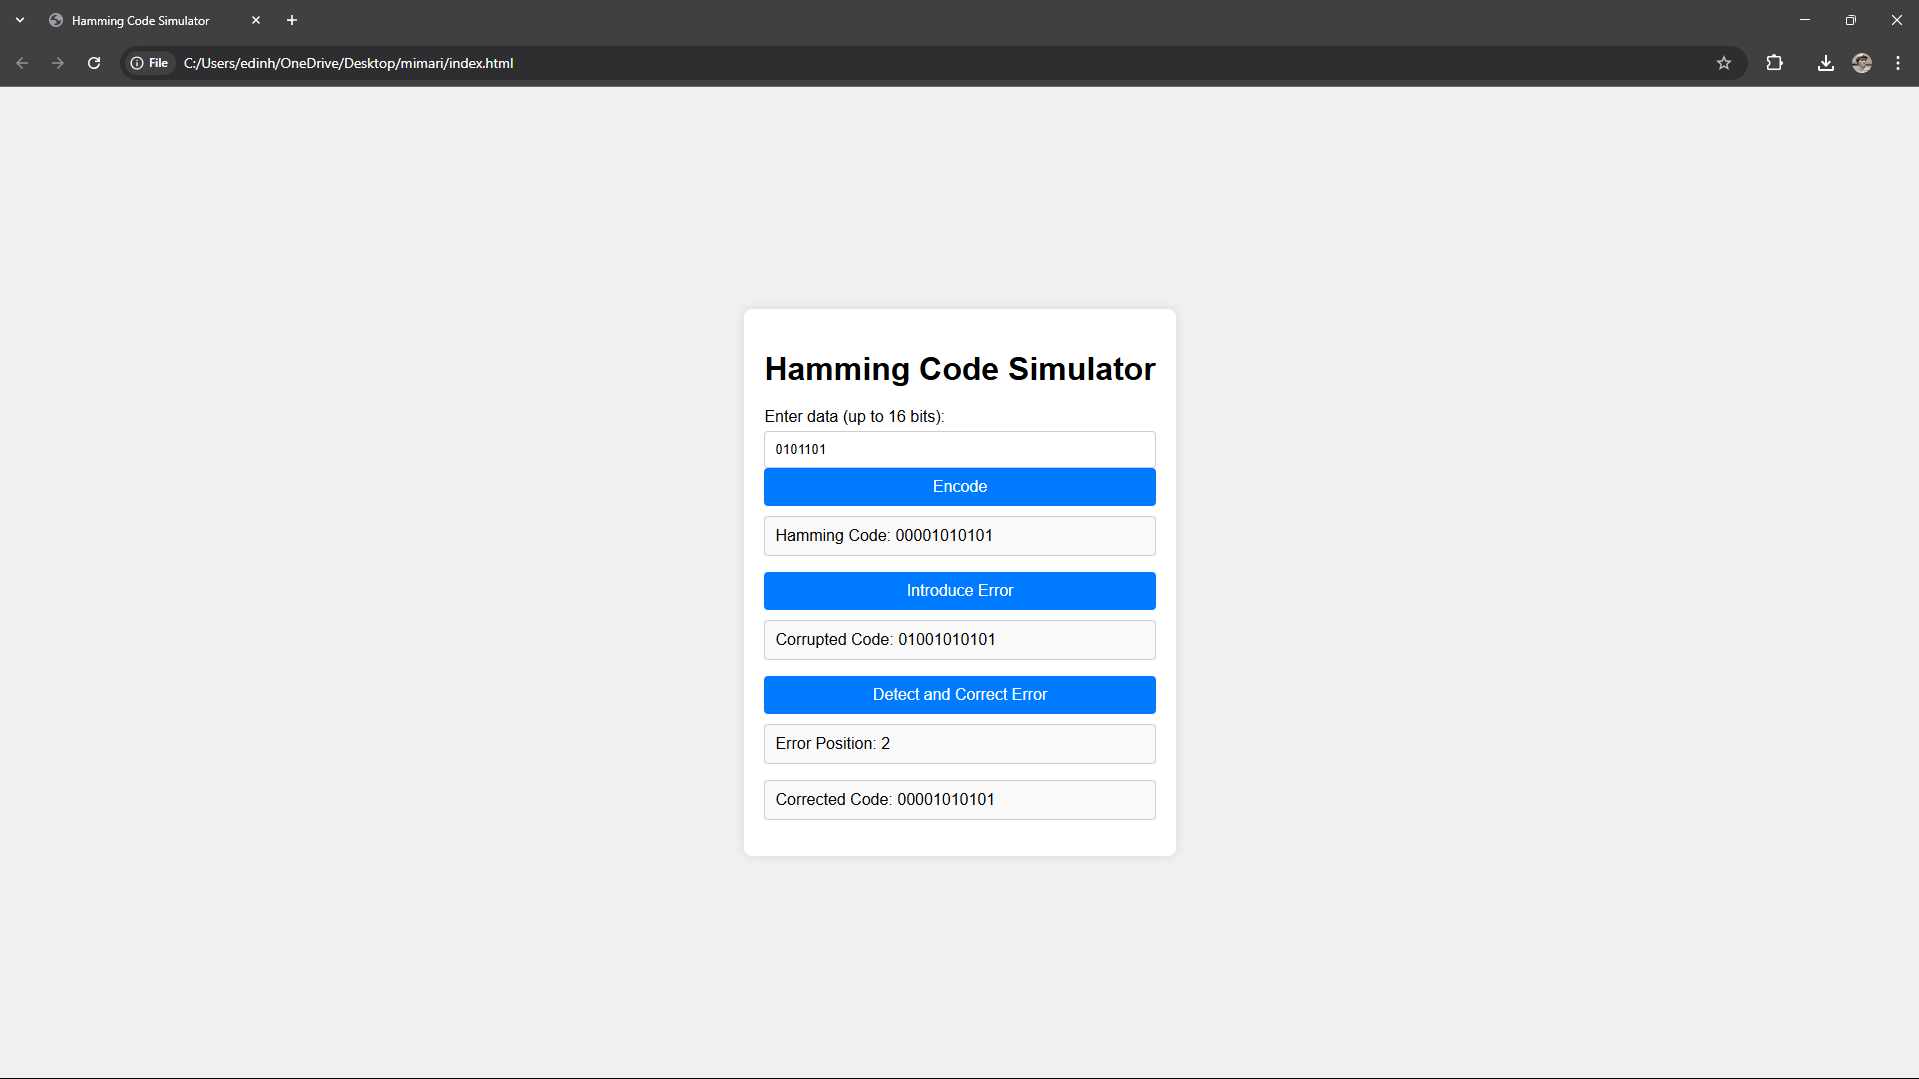 Hamming Code Simulator
File C:/Users/edinh/OneDrive/Desktop/mimari/index.html
Hamming Code Simulator
Enter data (up to 16 bits):
0101101
Encode
Hamming Code: 00001010101
Introduce Error
Corrupted Code: 01001010101
Detect and Correct Error
Error Position: 2
Corrected Code: 00001010101